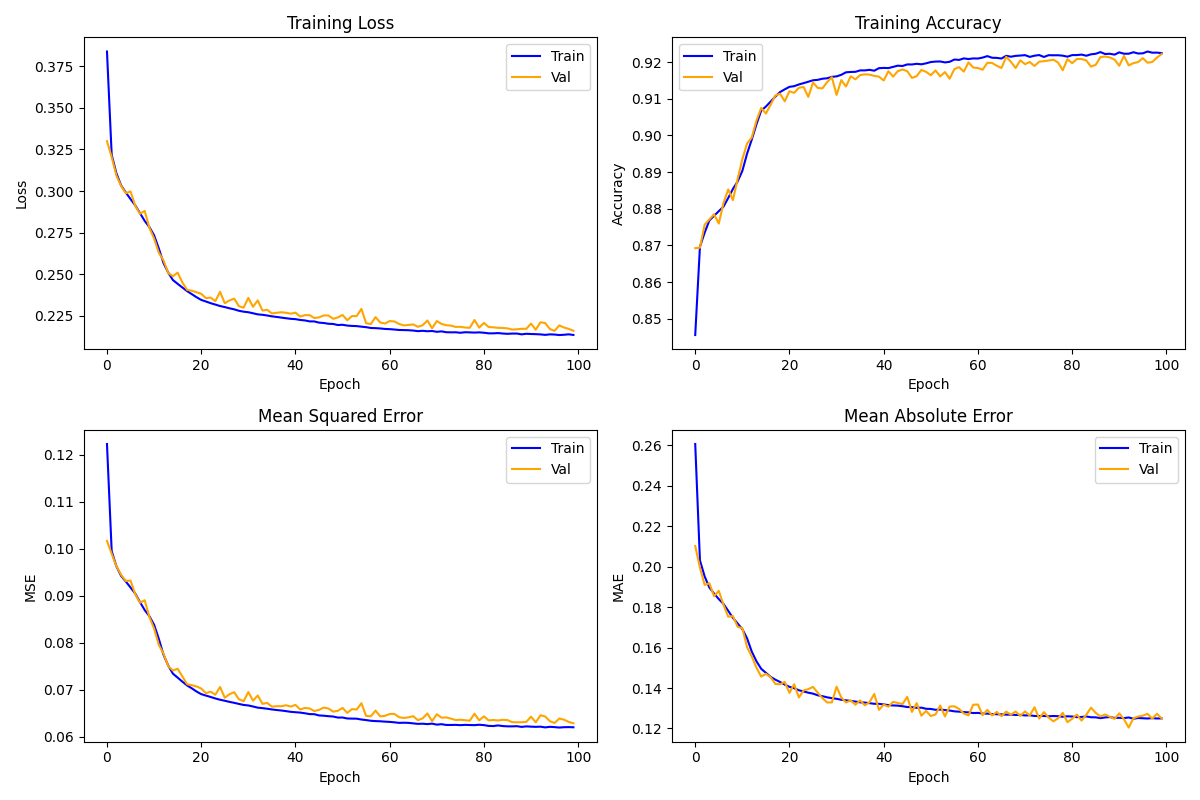 Training Loss
Loss
0.375
0.350
0.325
0.300
0.275
0.250
0.225
Train
Val
0
20
40
60
80
100
Epoch
Training Accuracy
Accuracy
0.92
0.91
0.90
0.89
0.88
0.87
0.86
0.85
Train
Val
0
20
40
60
80
100
Epoch
Mean Squared Error
MSE
0.12
0.11
0.10
0.09
0.08
0.07
0.06
Train
Val
0
20
40
60
80
100
Epoch
Mean Absolute Error
MAE
0.26
0.24
0.22
0.20
0.18
0.16
0.14
0.12
Train
Val
0
20
40
60
80
100
Epoch